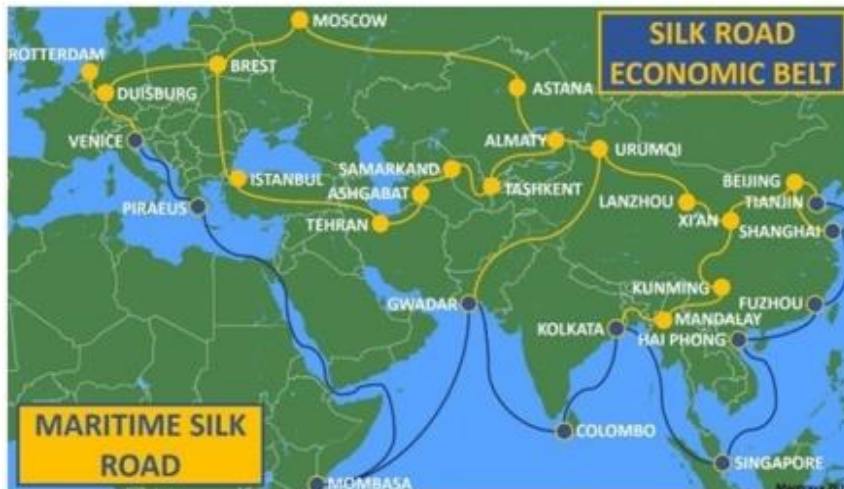 MOSCOW
SILK ROAD
ECONOMIC BELT
ROTTERDAM
BREST
DUISBURG
ASTANA
VENICE
ALMATY
URUMQI
SAMARKAND
ISTANBUL
ASHGABAT
TASHKENT
BEIJING
TIANJIN
PIRAEUS
LANZHOU
XI'AN
TEHRAN
SHANGHAI
KUNMING
GWADAR
FUZHOU
KOLKATA
MANDALAY
HAI PHONG
MARITIME SILK
ROAD
COLOMBO
SINGAPORE
MOMBASA